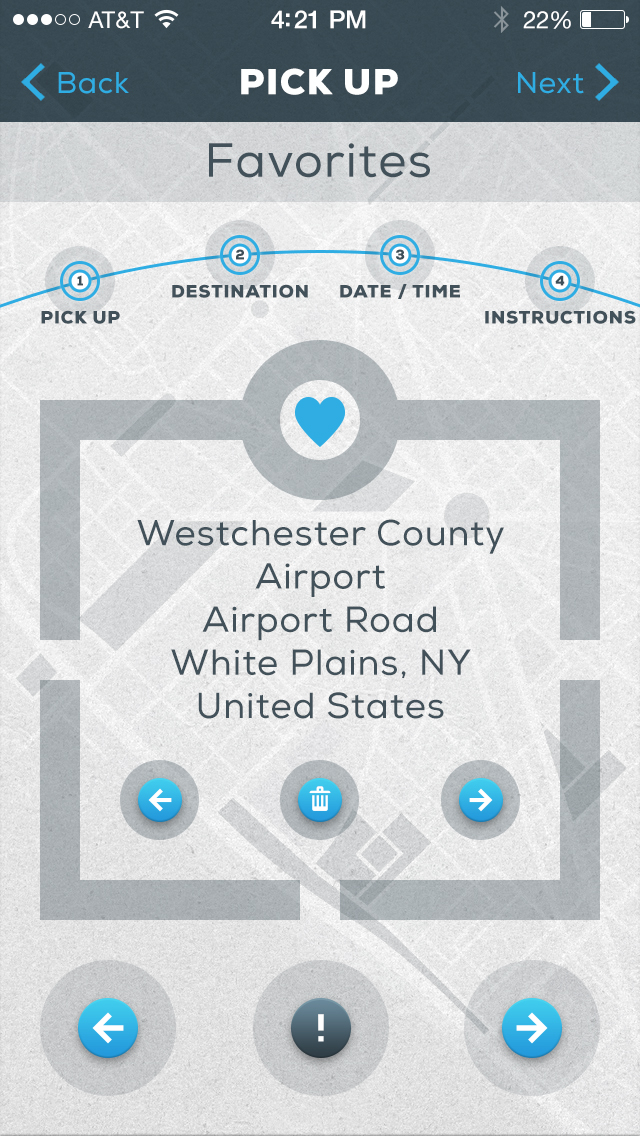 AT&T 4:21 PM 22%
Back PICK UP Next
Favorites
1 2 3 4
PICK UP DESTINATION DATE / TIME INSTRUCTIONS
Westchester County
Airport
Airport Road
White Plains, NY
United States
!